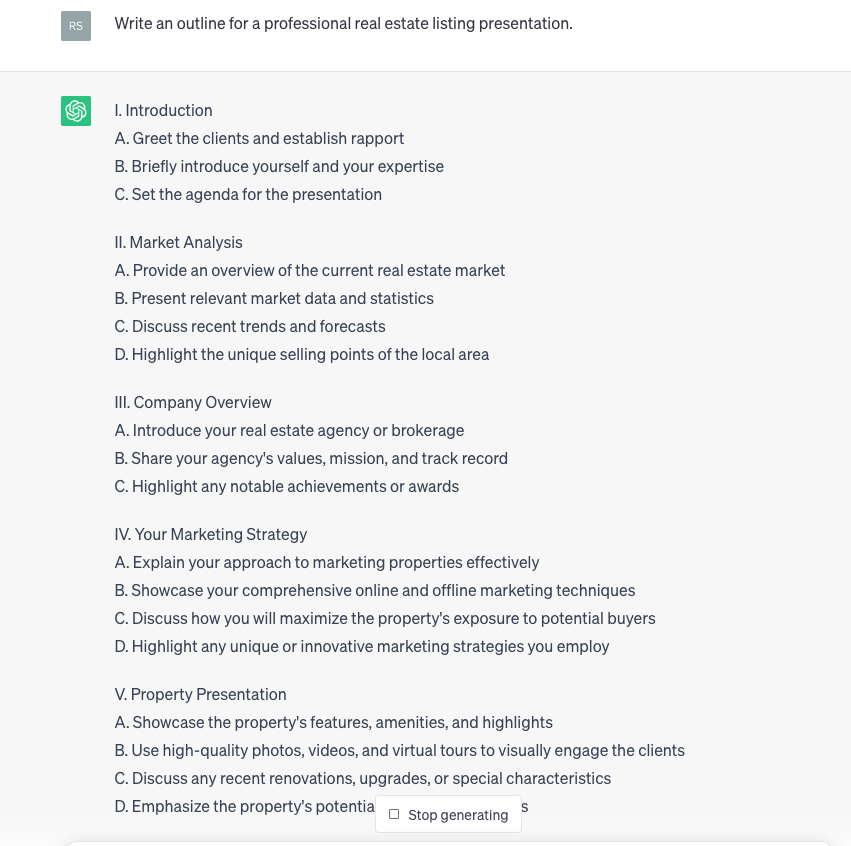 RS
Write an outline for a professional real estate listing presentation.
I. Introduction
A. Greet the clients and establish rapport
B. Briefly introduce yourself and your expertise
C. Set the agenda for the presentation
II. Market Analysis
A. Provide an overview of the current real estate market
B. Present relevant market data and statistics
C. Discuss recent trends and forecasts
D. Highlight the unique selling points of the local area
III. Company Overview
A. Introduce your real estate agency or brokerage
B. Share your agency's values, mission, and track record
C. Highlight any notable achievements or awards
IV. Your Marketing Strategy
A. Explain your approach to marketing properties effectively
B. Showcase your comprehensive online and offline marketing techniques
C. Discuss how you will maximize the property's exposure to potential buyers
D. Highlight any unique or innovative marketing strategies you employ
V. Property Presentation
A. Showcase the property's features, amenities, and highlights
B. Use high-quality photos, videos, and virtual tours to visually engage the clients
C. Discuss any recent renovations, upgrades, or special characteristics
D. Emphasize the property's
Stop generating